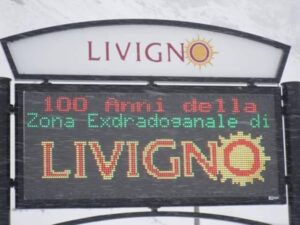 LIVIGNO
100 Anni della
Zona Exdradoganale di
LIVIGNO